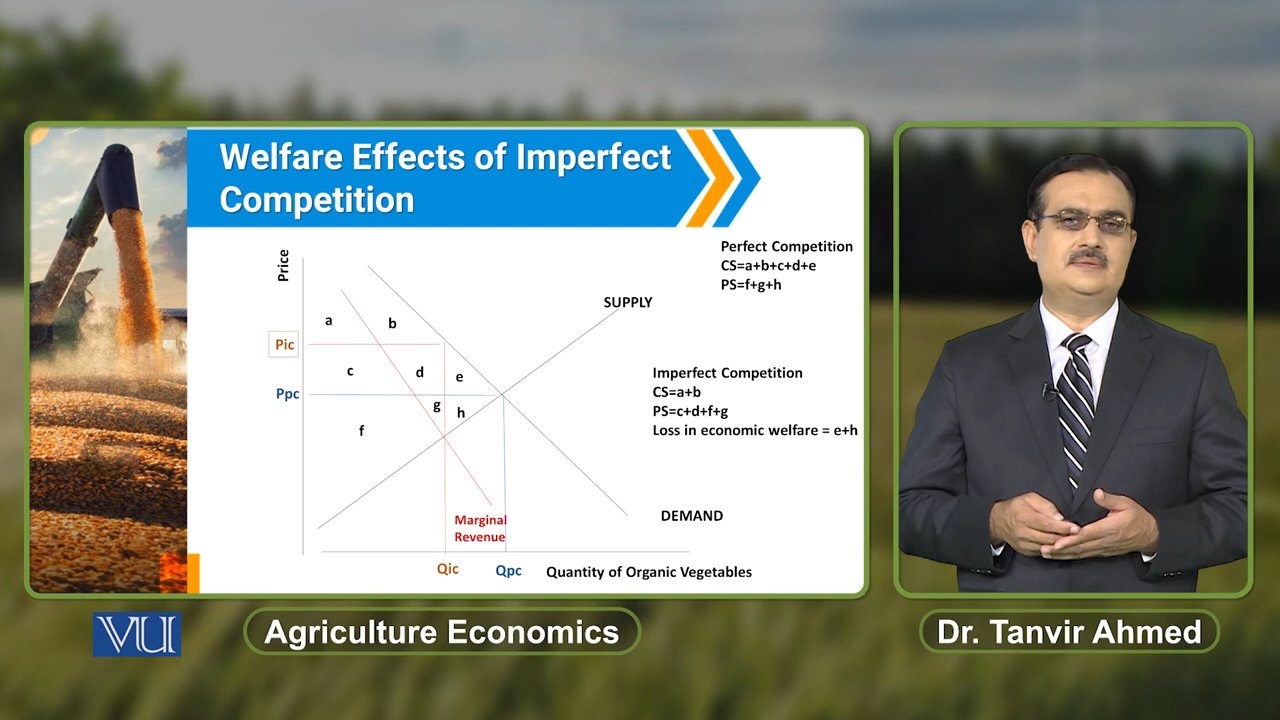 Welfare Effects of Imperfect
Competition
Price
a
b
Pic
c
d
e
Ppc
g
h
f
SUPPLY
DEMAND
Marginal
Revenue
Qic
Qpc
Quantity of Organic Vegetables
Perfect Competition
CS=a+b+c+d+e
PS=f+g+h
Imperfect Competition
CS=a+b
PS=c+d+f+g
Loss in economic welfare = e+h
VU
Agriculture Economics
Dr. Tanvir Ahmed